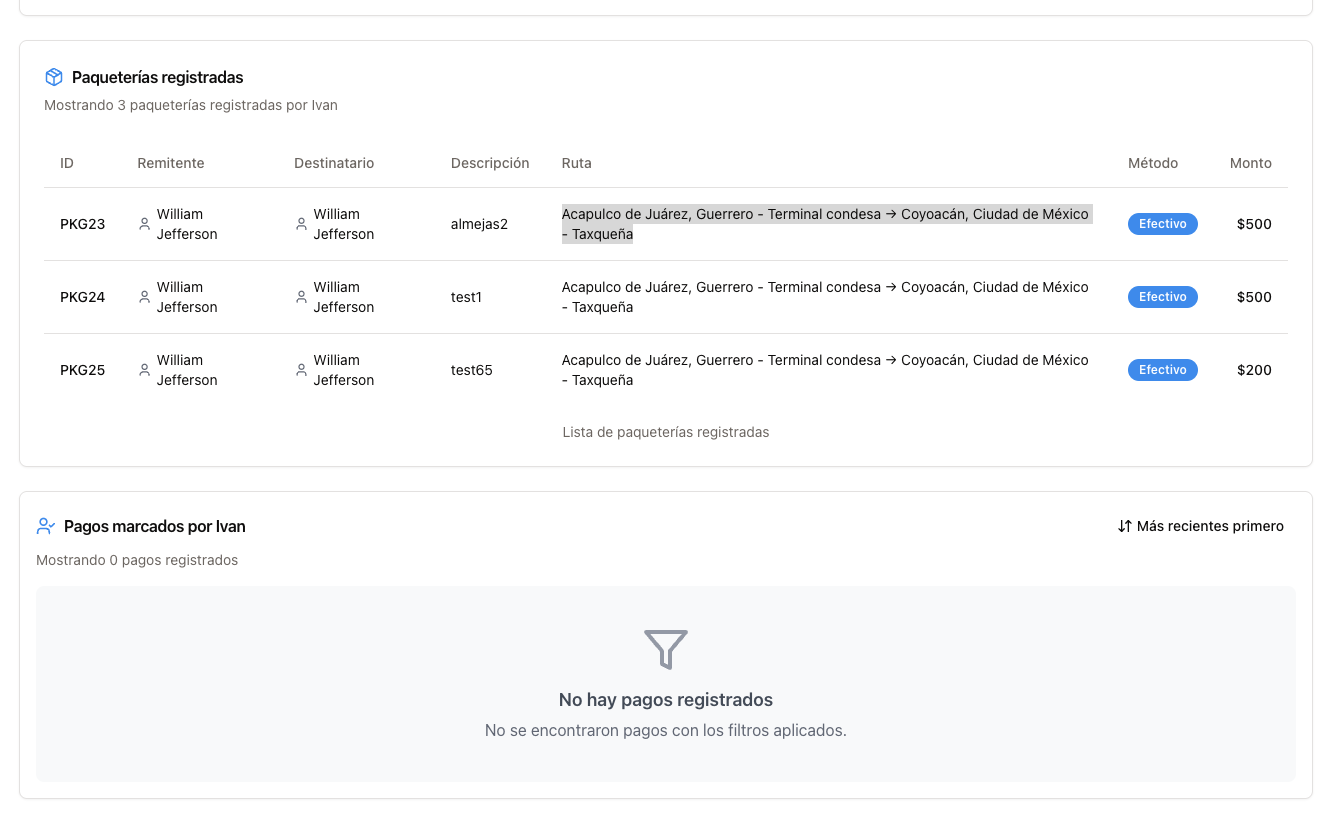 Paqueterías registradas
Mostrando 3 paqueterías registradas por Ivan
ID Remitente Destinatario Descripción Ruta Método Monto
PKG23 William Jefferson William Jefferson almejas2 Acapulco de Juárez, Guerrero - Terminal condesa → Coyoacán, Ciudad de México - Taxqueña Efectivo $500
PKG24 William Jefferson William Jefferson test1 Acapulco de Juárez, Guerrero - Terminal condesa → Coyoacán, Ciudad de México - Taxqueña Efectivo $500
PKG25 William Jefferson William Jefferson test65 Acapulco de Juárez, Guerrero - Terminal condesa → Coyoacán, Ciudad de México - Taxqueña Efectivo $200
Lista de paqueterías registradas
Pagos marcados por Ivan
Más recientes primero
Mostrando 0 pagos registrados
No hay pagos registrados
No se encontraron pagos con los filtros aplicados.